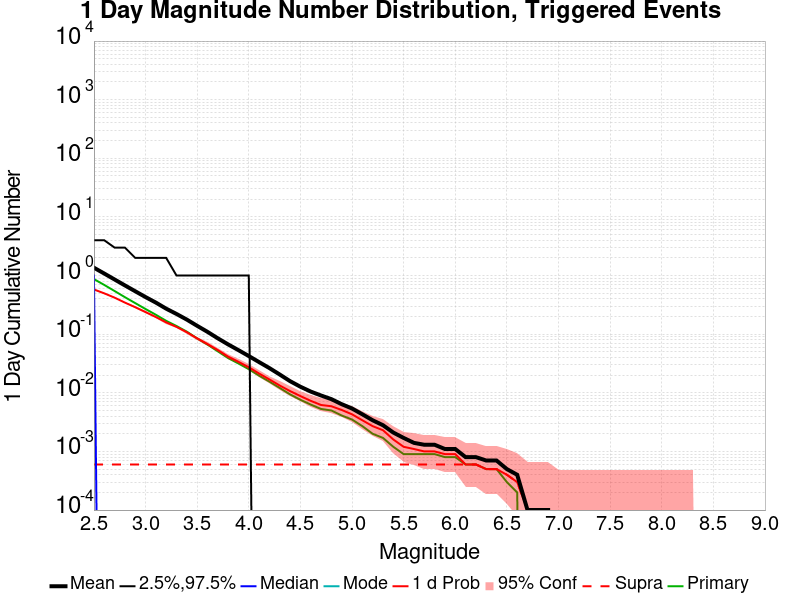 1 Day Magnitude Number Distribution, Triggered Events
10 4
10 3
10 2
10 1
10 0
10 -1
10 -2
10 -3
10 -4
1 Day Cumulative Number
2.5 3.0 3.5 4.0 4.5 5.0 5.5 6.0 6.5 7.0 7.5 8.0 8.5 9.0
Magnitude
Mean 2.5%,97.5% Median Mode 1 d Prob 95% Conf Supra Primary